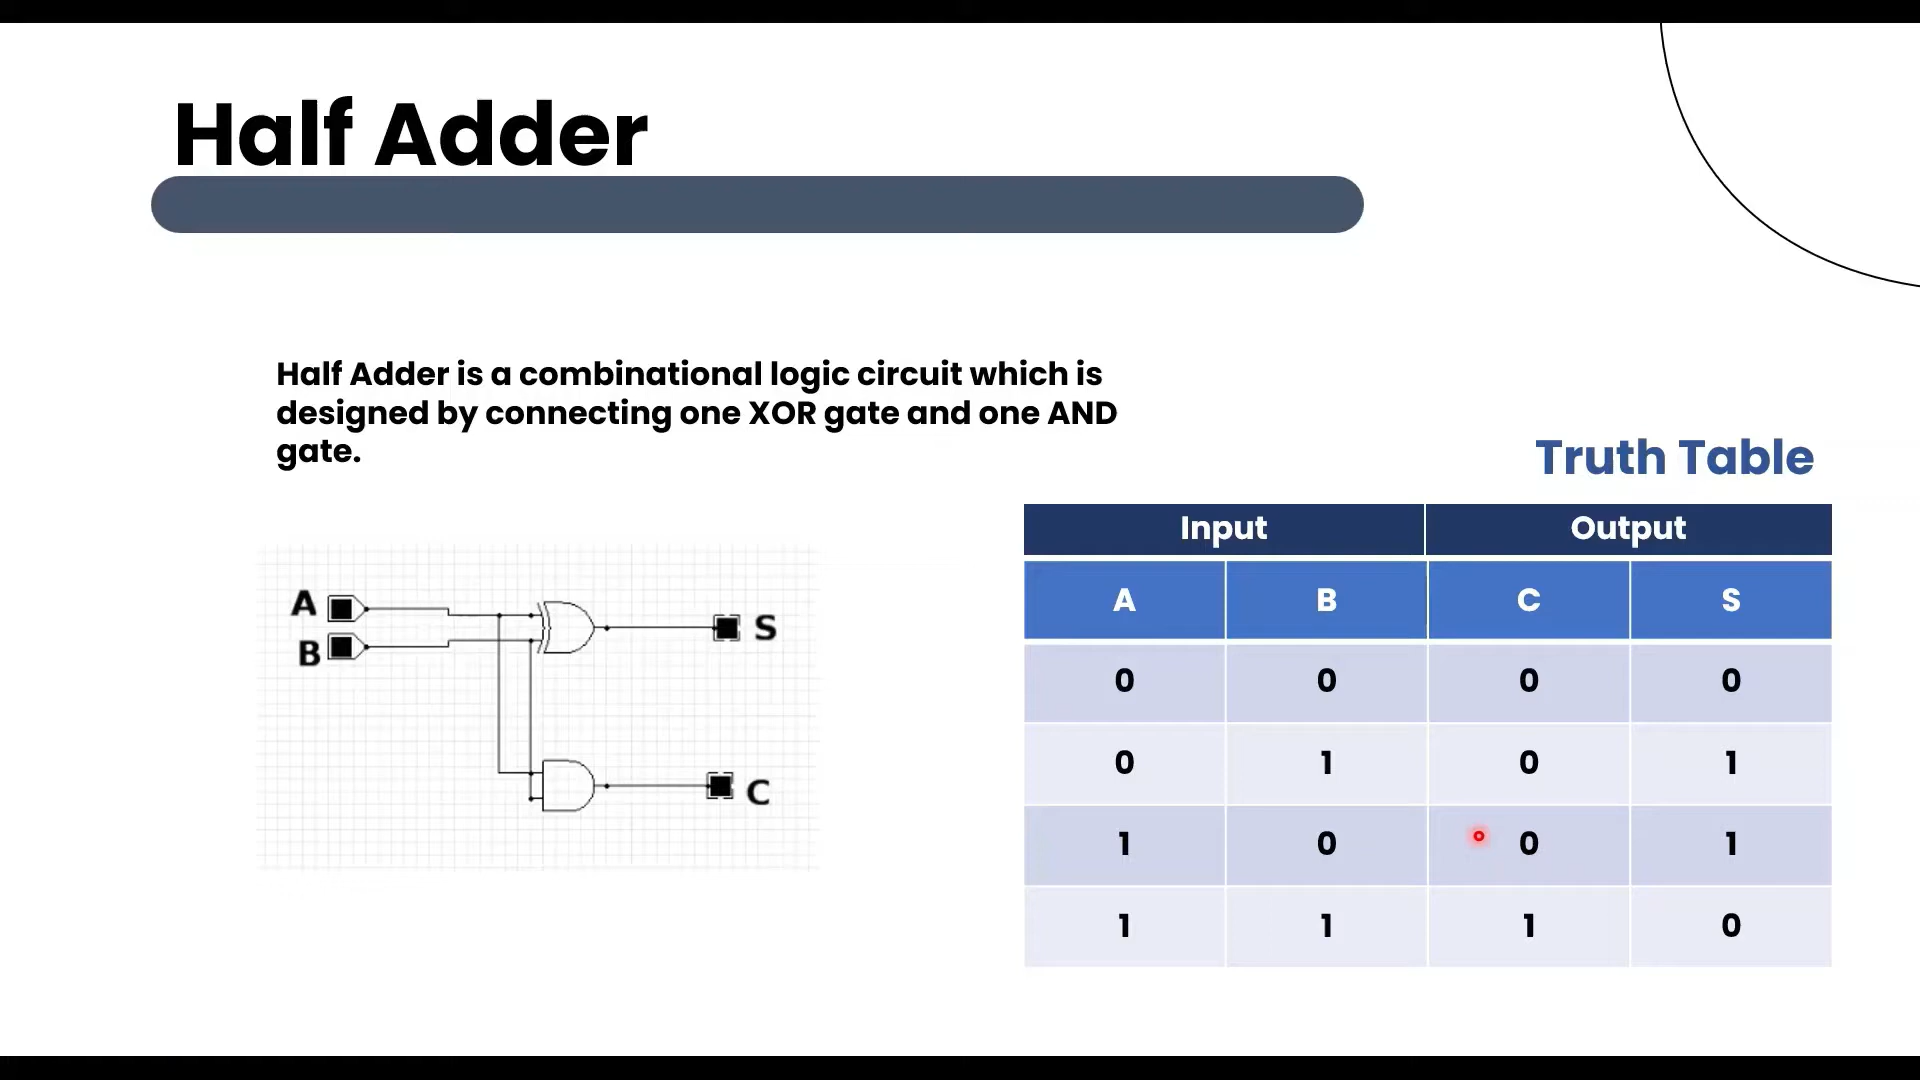 Half Adder
Half Adder is a combinational logic circuit which is
designed by connecting one XOR gate and one AND
gate.
A
B
S
C
Truth Table
Input Output
A B C S
0 0 0 0
0 1 0 1
1 0 0 1
1 1 1 0